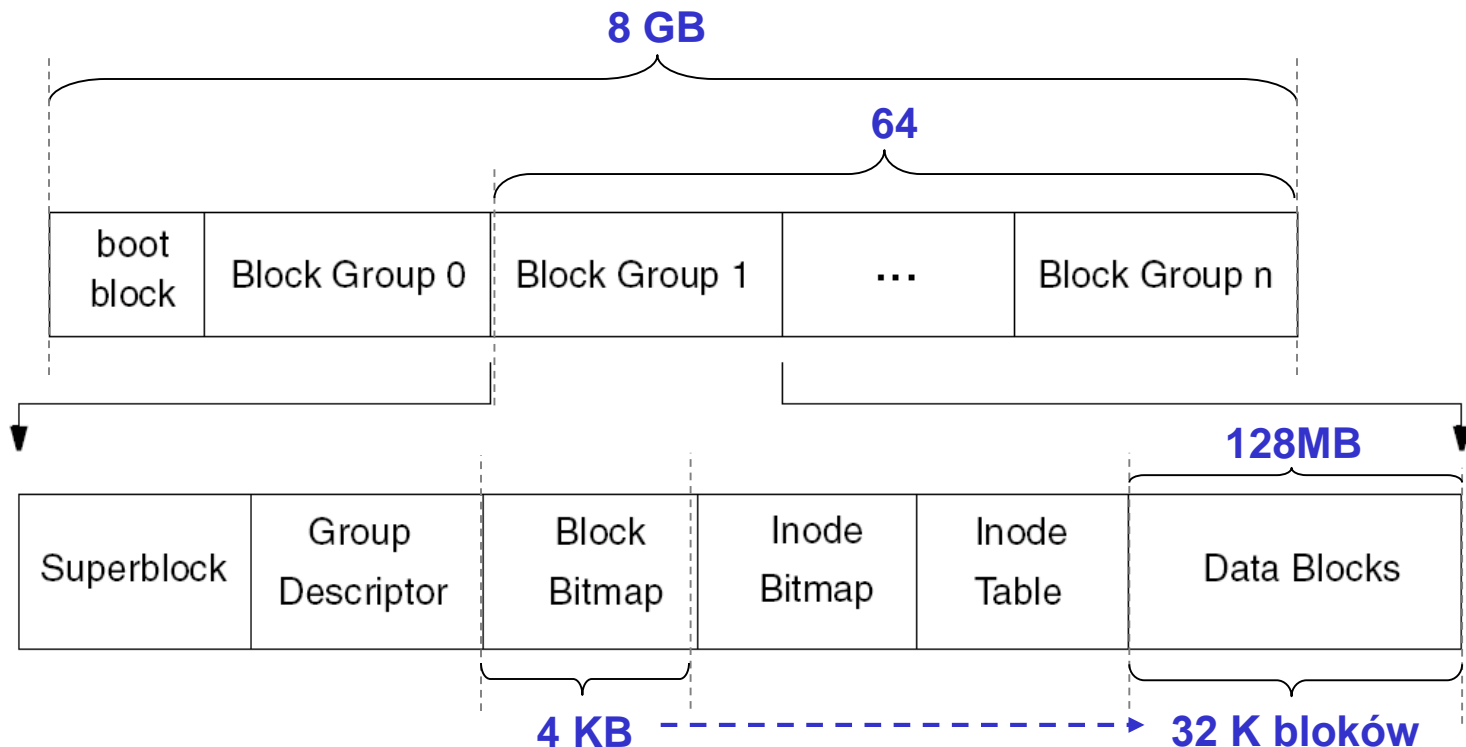 8 GB
64
boot
block
Block Group 0
Block Group 1
...
Block Group n
128MB
Superblock
Group
Descriptor
Block
Bitmap
Inode
Bitmap
Inode
Table
Data Blocks
4 KB
32 K bloków